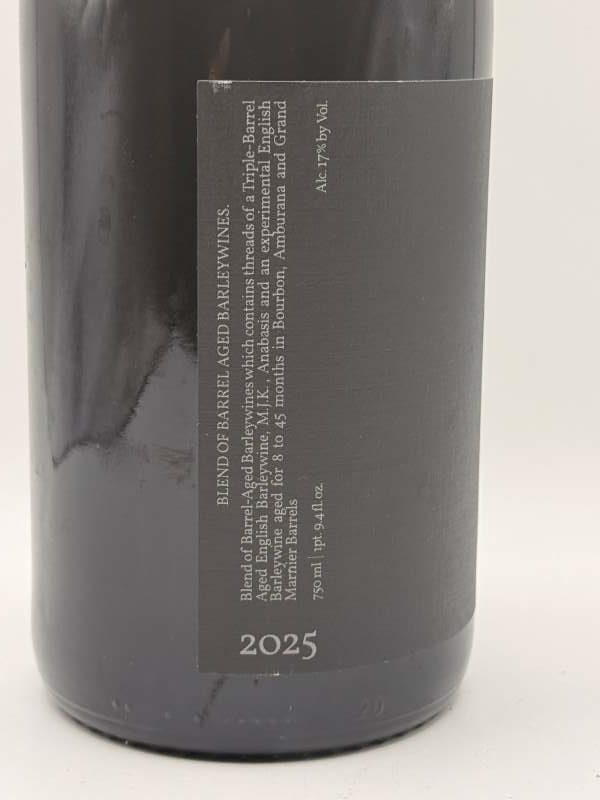 BLEND OF BARREL AGED BARLEYWINES.
Blend of Barrel-Aged Barleywines which contains threads of a Triple-Barrel
Aged English Barleywine, M.J.K., Anabasis and an experimental English
Barleywine aged for 8 to 45 months in Bourbon, Amburana and Grand
Marnier Barrels
750 ml | 1pt. 9.4 fl oz.
Alc. 17% by Vol.
2025
20